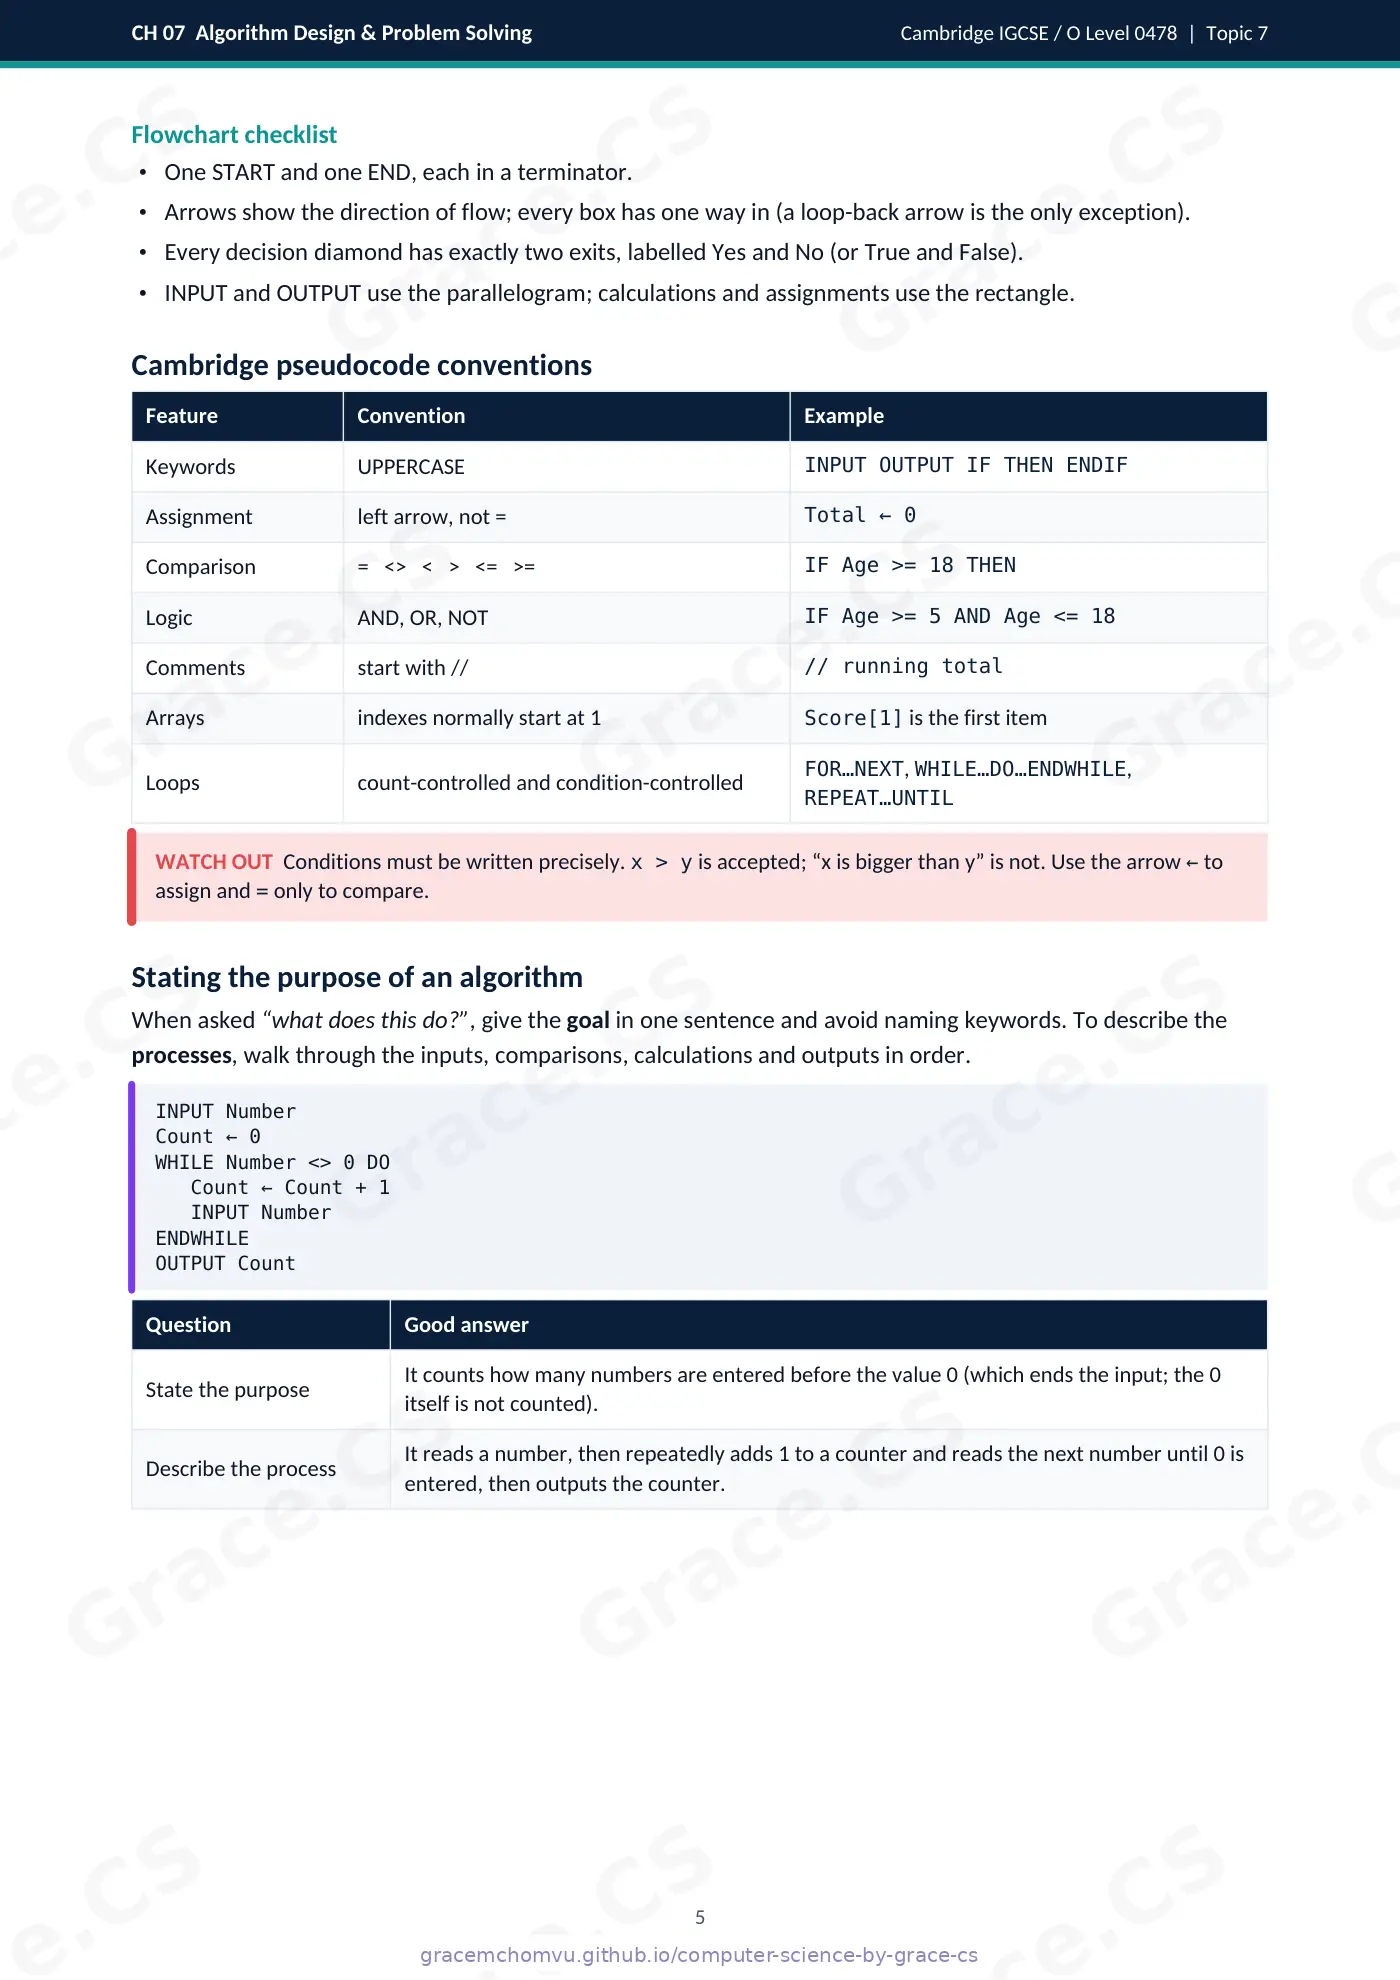 CH 07 Algorithm Design & Problem Solving
Cambridge IGCSE / O Level 0478 | Topic 7
Flowchart checklist
• One START and one END, each in a terminator.
• Arrows show the direction of flow; every box has one way in (a loop-back arrow is the only exception).
• Every decision diamond has exactly two exits, labelled Yes and No (or True and False).
• INPUT and OUTPUT use the parallelogram; calculations and assignments use the rectangle.
Cambridge pseudocode conventions
Feature Convention Example
Keywords UPPERCASE INPUT OUTPUT IF THEN ENDIF
Assignment left arrow, not = Total ← 0
Comparison = <> < > <= >= IF Age >= 18 THEN
Logic AND, OR, NOT IF Age >= 5 AND Age <= 18
Comments start with // // running total
Arrays indexes normally start at 1 Score[1] is the first item
Loops count-controlled and condition-controlled FOR…NEXT, WHILE…DO…ENDWHILE,
REPEAT…UNTIL
WATCH OUT Conditions must be written precisely. x > y is accepted; “x is bigger than y” is not. Use the arrow ← to
assign and = only to compare.
Stating the purpose of an algorithm
When asked “what does this do?”, give the goal in one sentence and avoid naming keywords. To describe the
processes, walk through the inputs, comparisons, calculations and outputs in order.
INPUT Number
Count ← 0
WHILE Number <> 0 DO
   Count ← Count + 1
   INPUT Number
ENDWHILE
OUTPUT Count
Question Good answer
State the purpose It counts how many numbers are entered before the value 0 (which ends the input; the 0
itself is not counted).
Describe the process It reads a number, then repeatedly adds 1 to a counter and reads the next number until 0 is
entered, then outputs the counter.
5
gracemchomvu.github.io/computer-science-by-grace-cs
Grace.CS